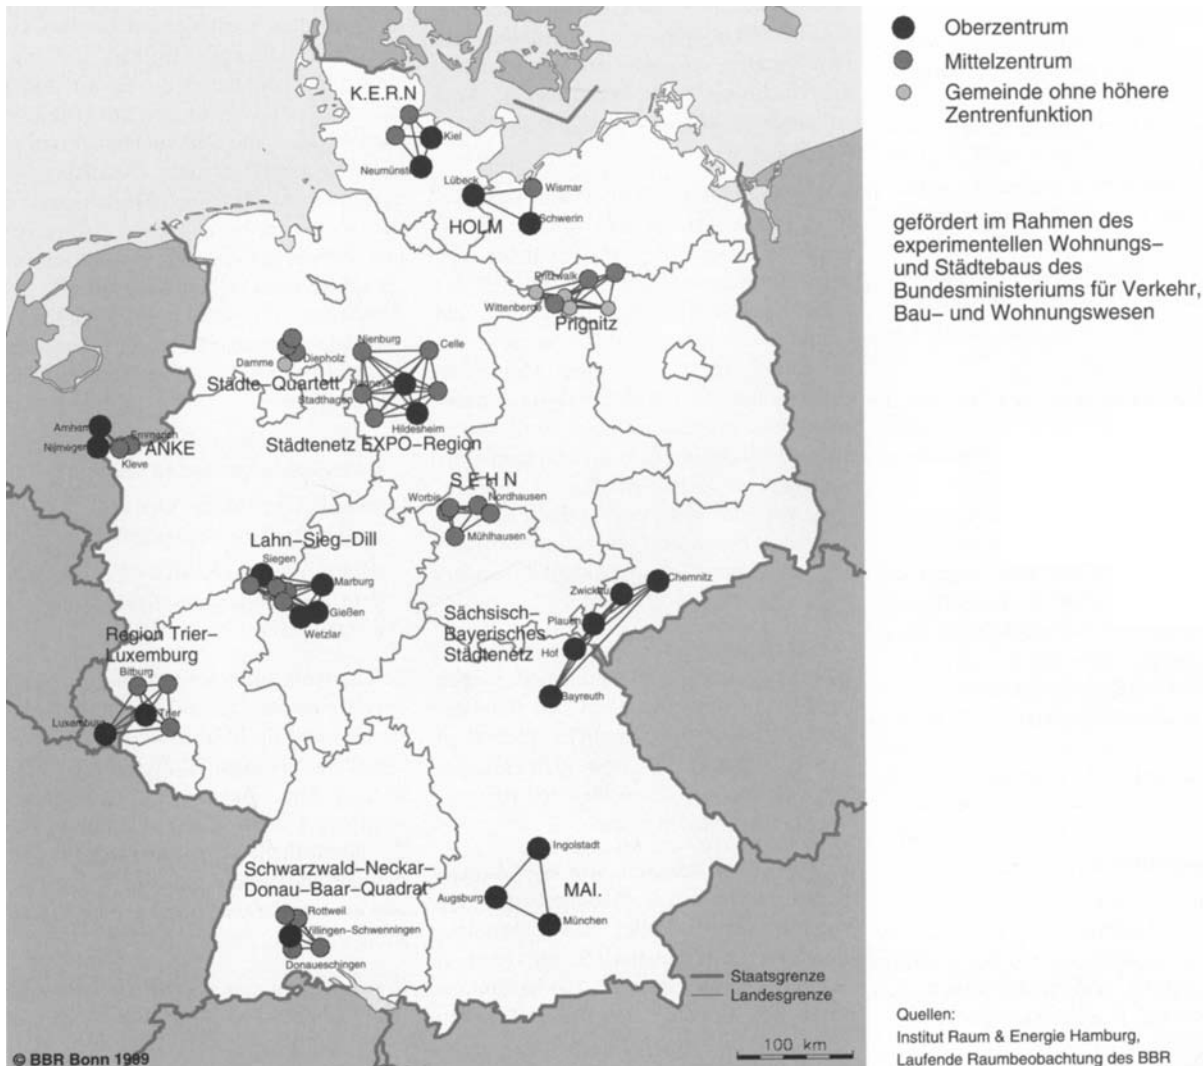 Oberzentrum
Mittelzentrum
Gemeinde ohne höhere
Zentrenfunktion
gefördert im Rahmen des
experimentellen Wohnungs-
und Städtebaus des
Bundesministeriums für Verkehr,
Bau- und Wohnungswesen
K.E.R.N
Kiel
Neumünst
Lübeck
Wismar
Schwerin
HOLM
Pritzwalk
Wittenberge
Prignitz
Nienburg
Celle
Damme
Diepholz
Städte-Quartett
Hannover
Stadthagen
Hildesheim
Städtenetz EXPO-Region
Arnhem
Emmerich
Nijmegen
ANKE
Kleve
S E H N
Worbis
Nordhausen
Mühlhausen
Lahn-Sieg-Dill
Siegen
Marburg
Gießen
Wetzlar
Chemnitz
Zwickau
Plauen
Sächsisch-
Bayerisches
Städtenetz
Hof
Bayreuth
Region Trier-
Luxemburg
Bitburg
Trier
Luxemburg
Ingolstadt
MAI.
Augsburg
München
Schwarzwald-Neckar-
Donau-Baar-Quadrat
Rottweil
Villingen-Schwenningen
Donaueschingen
Staatsgrenze
Landesgrenze
100 km
© BBR Bonn 1999
Quellen:
Institut Raum & Energie Hamburg,
Laufende Raumbeobachtung des BBR